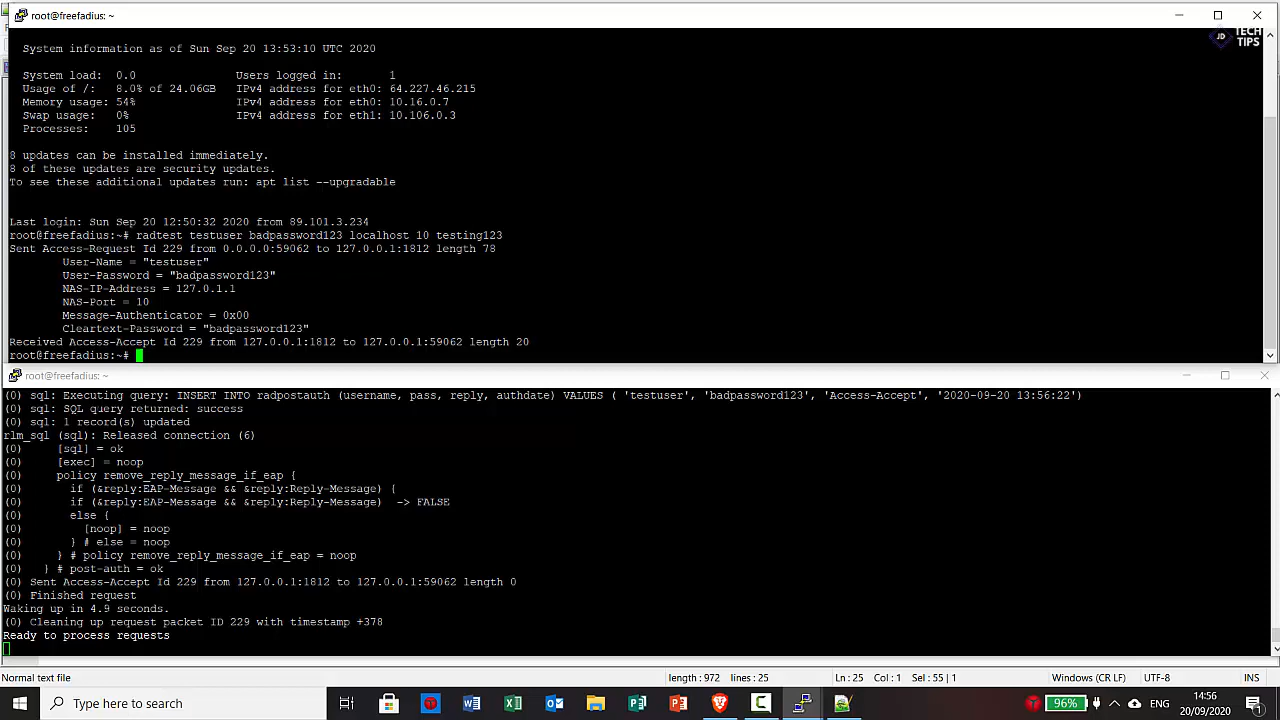 root@freefadius: ~
JD TECH TIPS
System information as of Sun Sep 20 13:53:10 UTC 2020
System load: 0.0 Users logged in: 1
Usage of /: 8.0% of 24.06GB IPv4 address for eth0: 64.227.46.215
Memory usage: 54% IPv4 address for eth0: 10.16.0.7
Swap usage: 0% IPv4 address for eth1: 10.106.0.3
Processes: 105
8 updates can be installed immediately.
8 of these updates are security updates.
To see these additional updates run: apt list --upgradable
Last login: Sun Sep 20 12:50:32 2020 from 89.101.3.234
root@freefadius:~# radtest testuser badpassword123 localhost 10 testing123
Sent Access-Request Id 229 from 0.0.0.0:59062 to 127.0.0.1:1812 length 78
User-Name = "testuser"
User-Password = "badpassword123"
NAS-IP-Address = 127.0.1.1
NAS-Port = 10
Message-Authenticator = 0x00
Cleartext-Password = "badpassword123"
Received Access-Accept Id 229 from 127.0.0.1:1812 to 127.0.0.1:59062 length 20
root@freefadius:~#
root@freefadius: ~
(0) sql: Executing query: INSERT INTO radpostauth (username, pass, reply, authdate) VALUES ( 'testuser', 'badpassword123', 'Access-Accept', '2020-09-20 13:56:22')
(0) sql: SQL query returned: success
(0) sql: 1 record(s) updated
rlm_sql (sql): Released connection (6)
(0) [sql] = ok
(0) [exec] = noop
(0) policy remove_reply_message_if_eap {
(0) if (&reply:EAP-Message && &reply:Reply-Message) {
(0) if (&reply:EAP-Message && &reply:Reply-Message) -> FALSE
(0) else {
(0) [noop] = noop
(0) } # else = noop
(0) } # policy remove_reply_message_if_eap = noop
(0) } # post-auth = ok
(0) Sent Access-Accept Id 229 from 127.0.0.1:1812 to 127.0.0.1:59062 length 0
(0) Finished request
Waking up in 4.9 seconds.
(0) Cleaning up request packet ID 229 with timestamp +378
Ready to process requests
Normal text file length : 972 lines : 25 Ln : 25 Col : 1 Sel : 55 | 1 Windows (CR LF) UTF-8 INS
Type here to search 96% ENG 14:56
20/09/2020